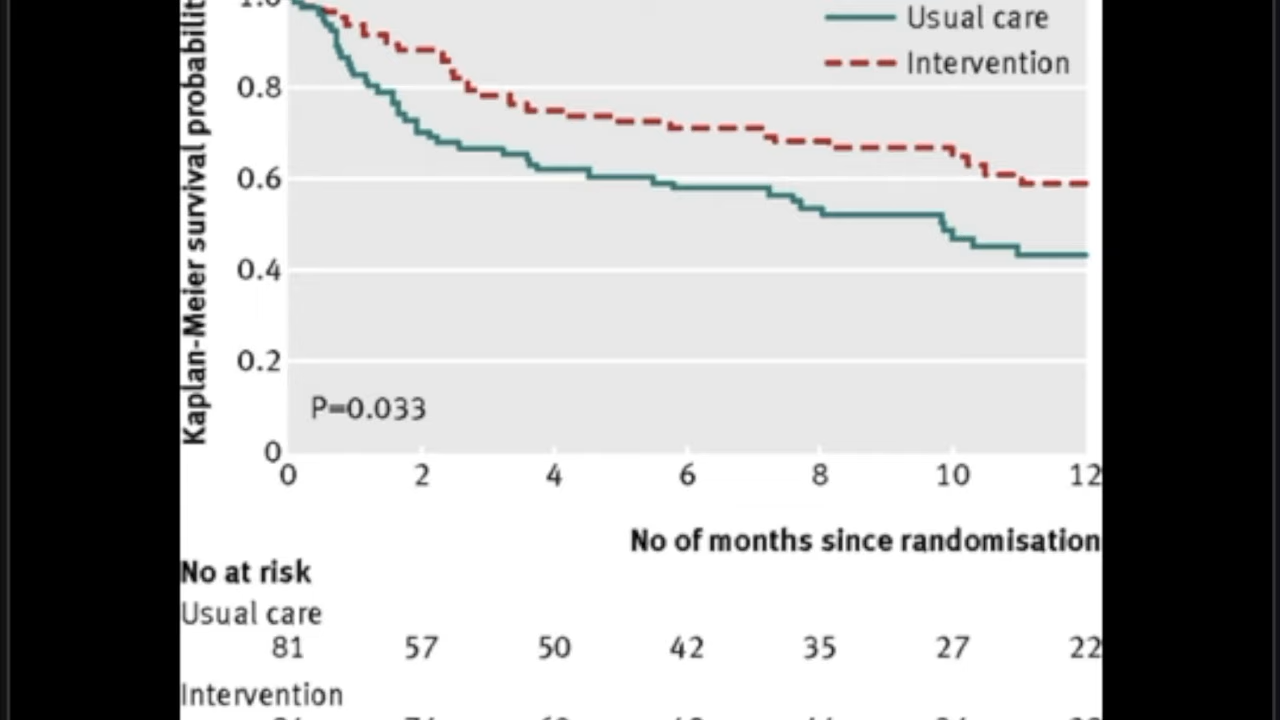 1.0
Usual care
Intervention
0.8
0.6
0.4
0.2
0
P=0.033
Kaplan-Meier survival
0 2 4 6 8 10 12
No of months since randomisation
No at risk
Usual care
81 57 50 42 35 27 22
Intervention